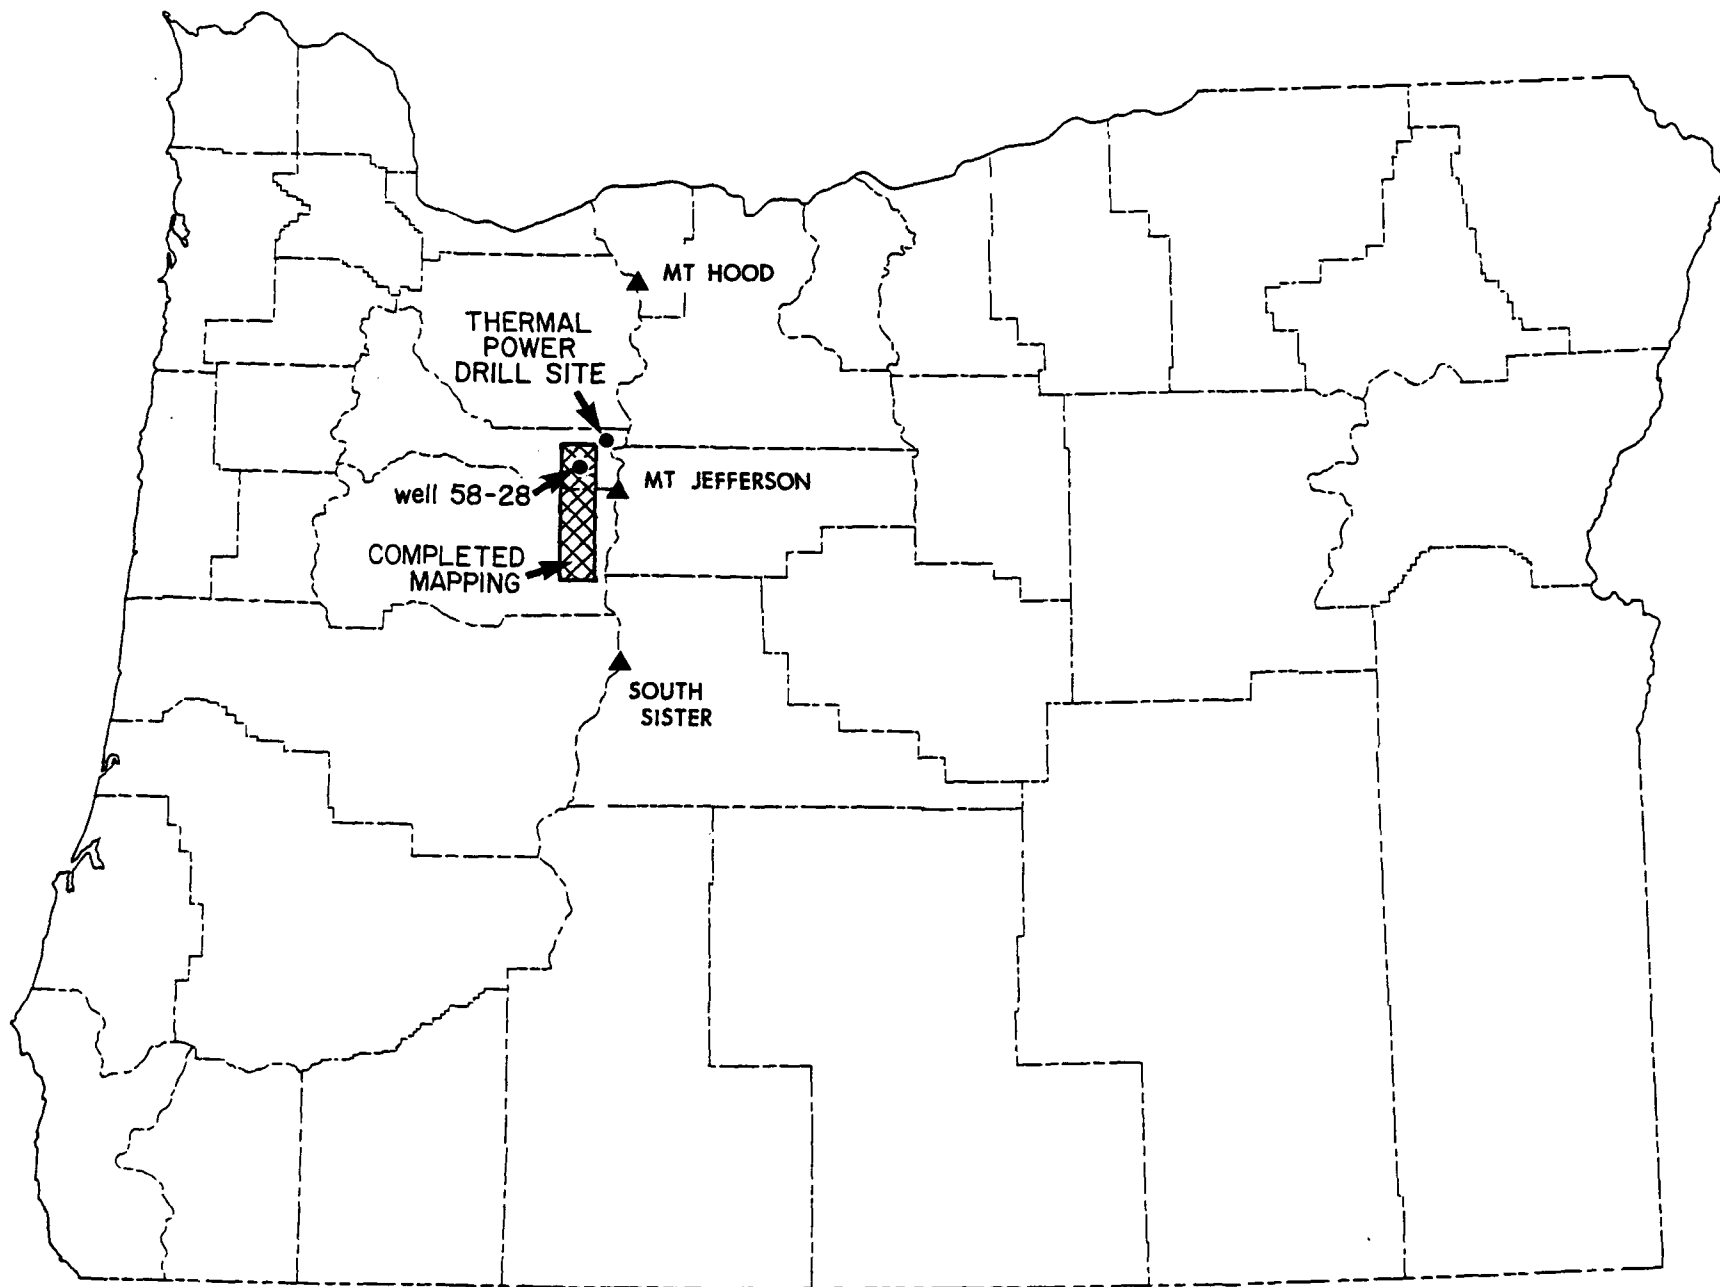 MT HOOD
THERMAL
POWER
DRILL SITE
MT JEFFERSON
well 58-28
COMPLETED
MAPPING
SOUTH
SISTER